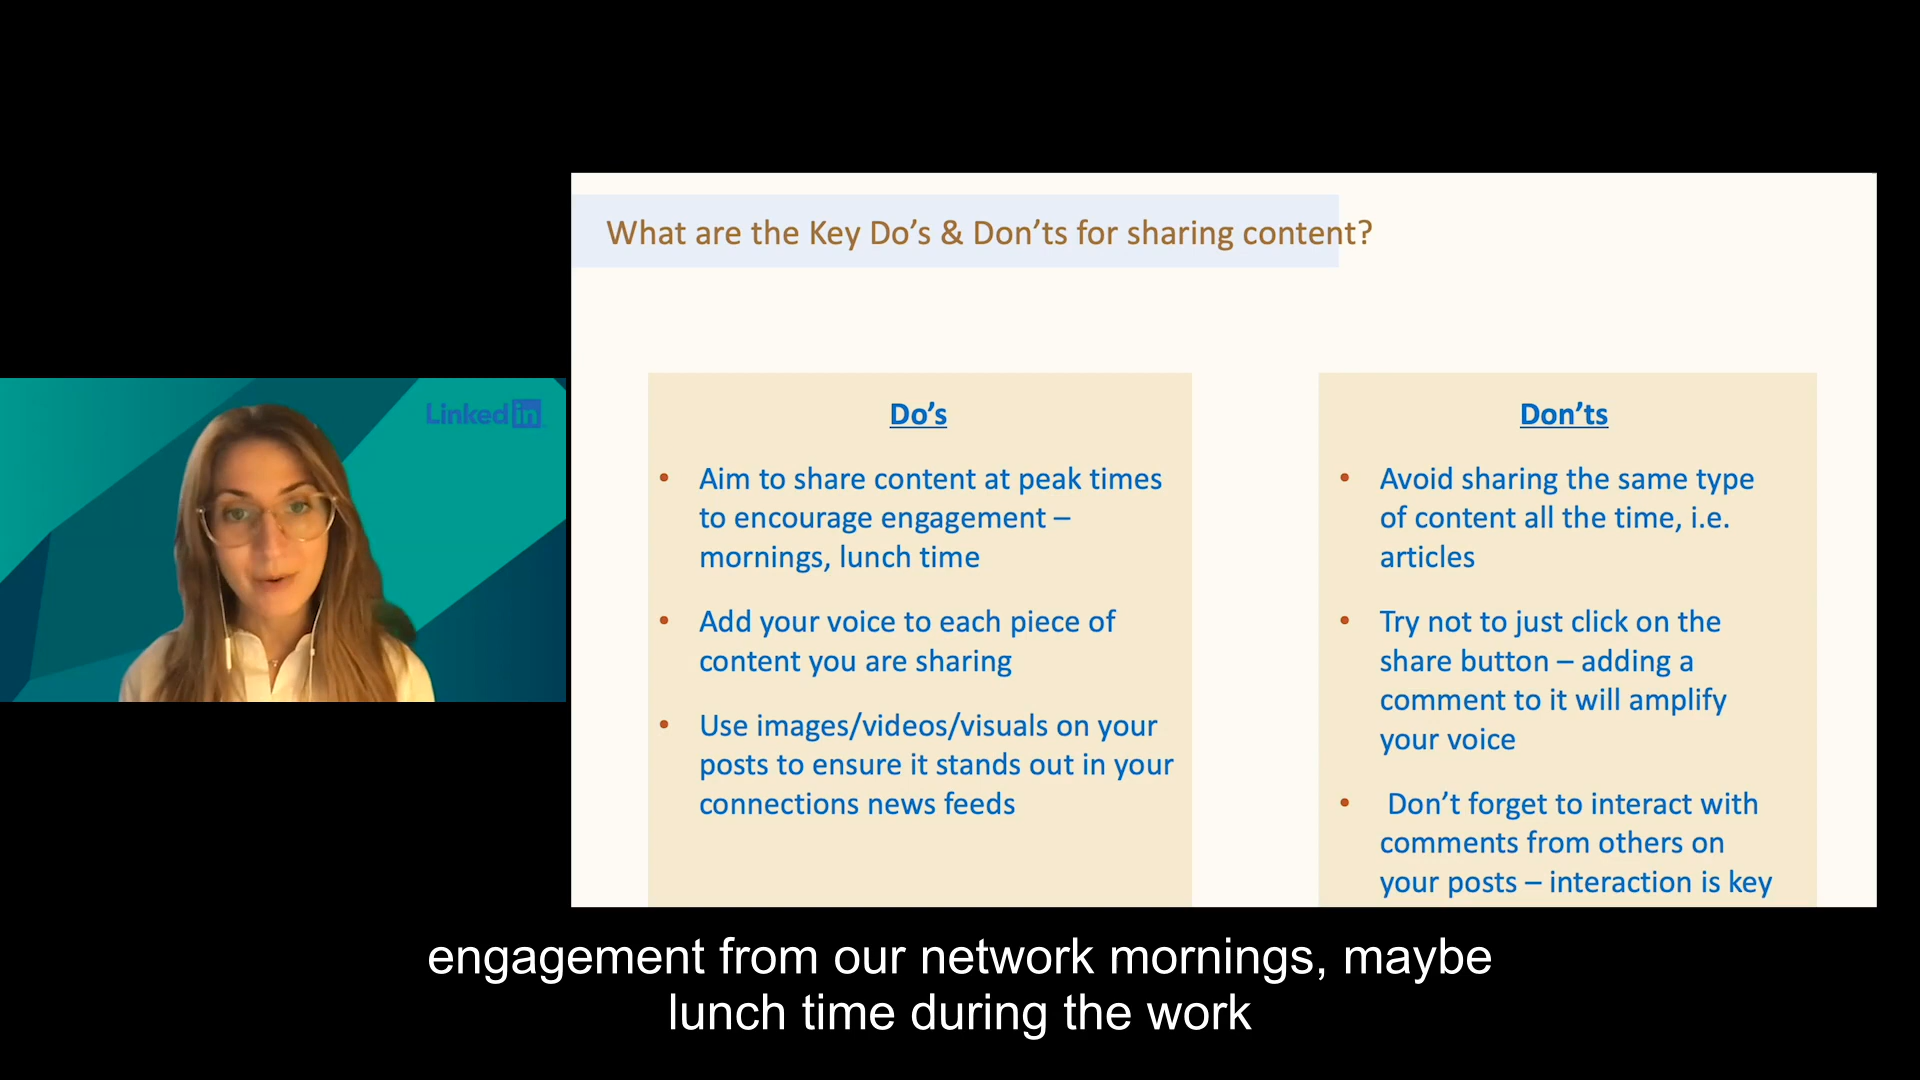 What are the Key Do’s & Don’ts for sharing content?
Linked in
Do’s
• Aim to share content at peak times
to encourage engagement –
mornings, lunch time
• Add your voice to each piece of
content you are sharing
• Use images/videos/visuals on your
posts to ensure it stands out in your
connections news feeds
Don’ts
• Avoid sharing the same type
of content all the time, i.e.
articles
• Try not to just click on the
share button – adding a
comment to it will amplify
your voice
• Don’t forget to interact with
comments from others on
your posts – interaction is key
engagement from our network mornings, maybe
lunch time during the work